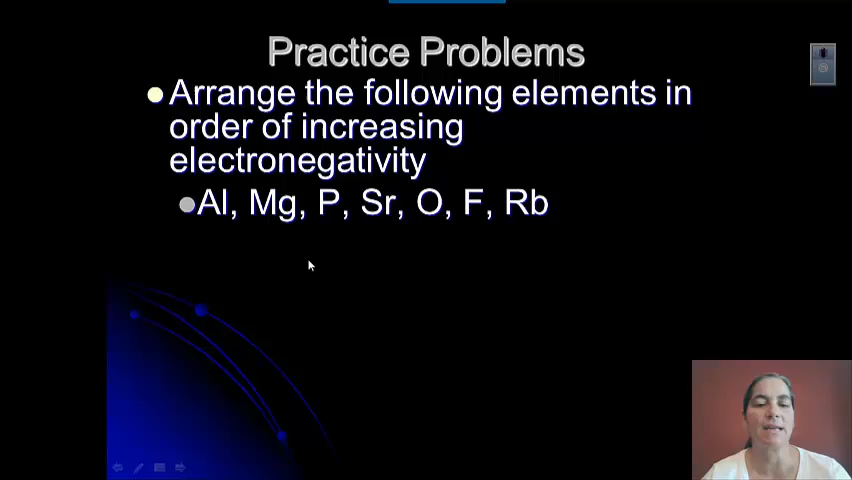 Practice Problems
Arrange the following elements in
order of increasing
electronegativity
Al, Mg, P, Sr, O, F, Rb